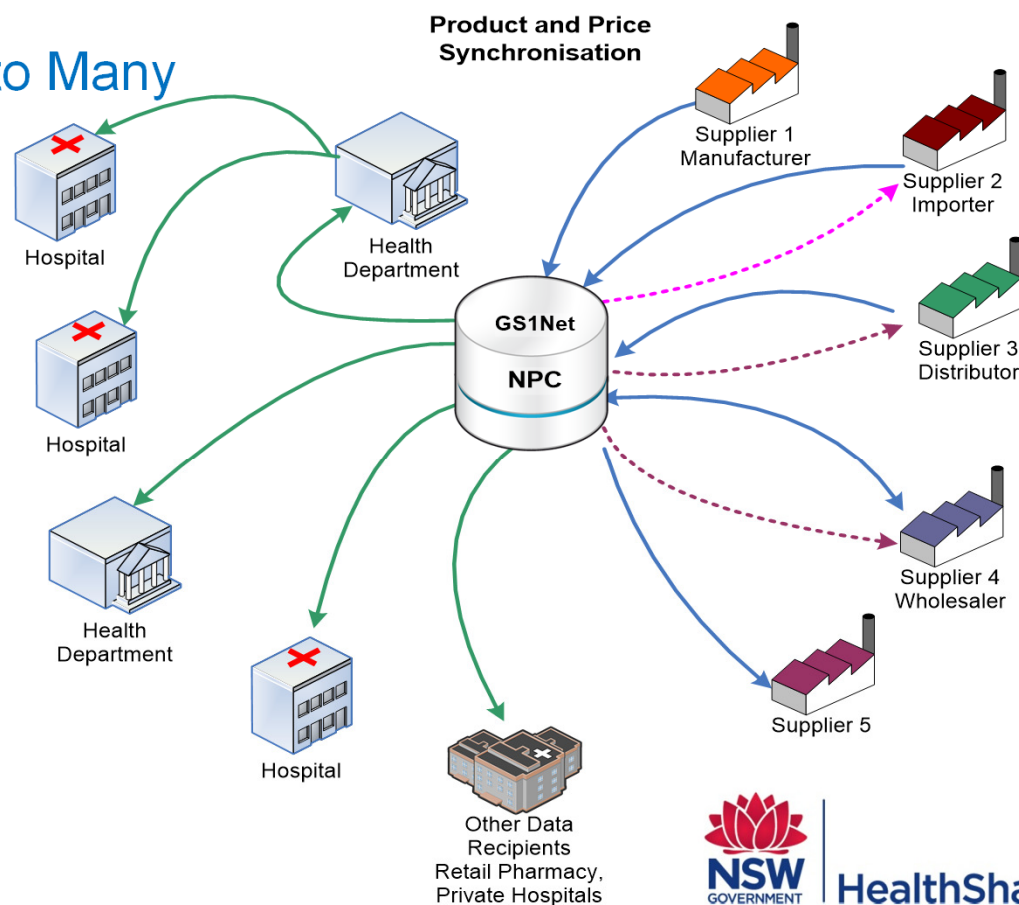 to Many
Product and Price
Synchronisation
Supplier 1
Manufacturer
Supplier 2
Importer
Hospital
Health
Department
GS1Net
NPC
Supplier 3
Distributor
Hospital
Supplier 4
Wholesaler
Health
Department
Supplier 5
Hospital
Other Data
Recipients
Retail Pharmacy,
Private Hospitals
NSW
GOVERNMENT
HealthSha